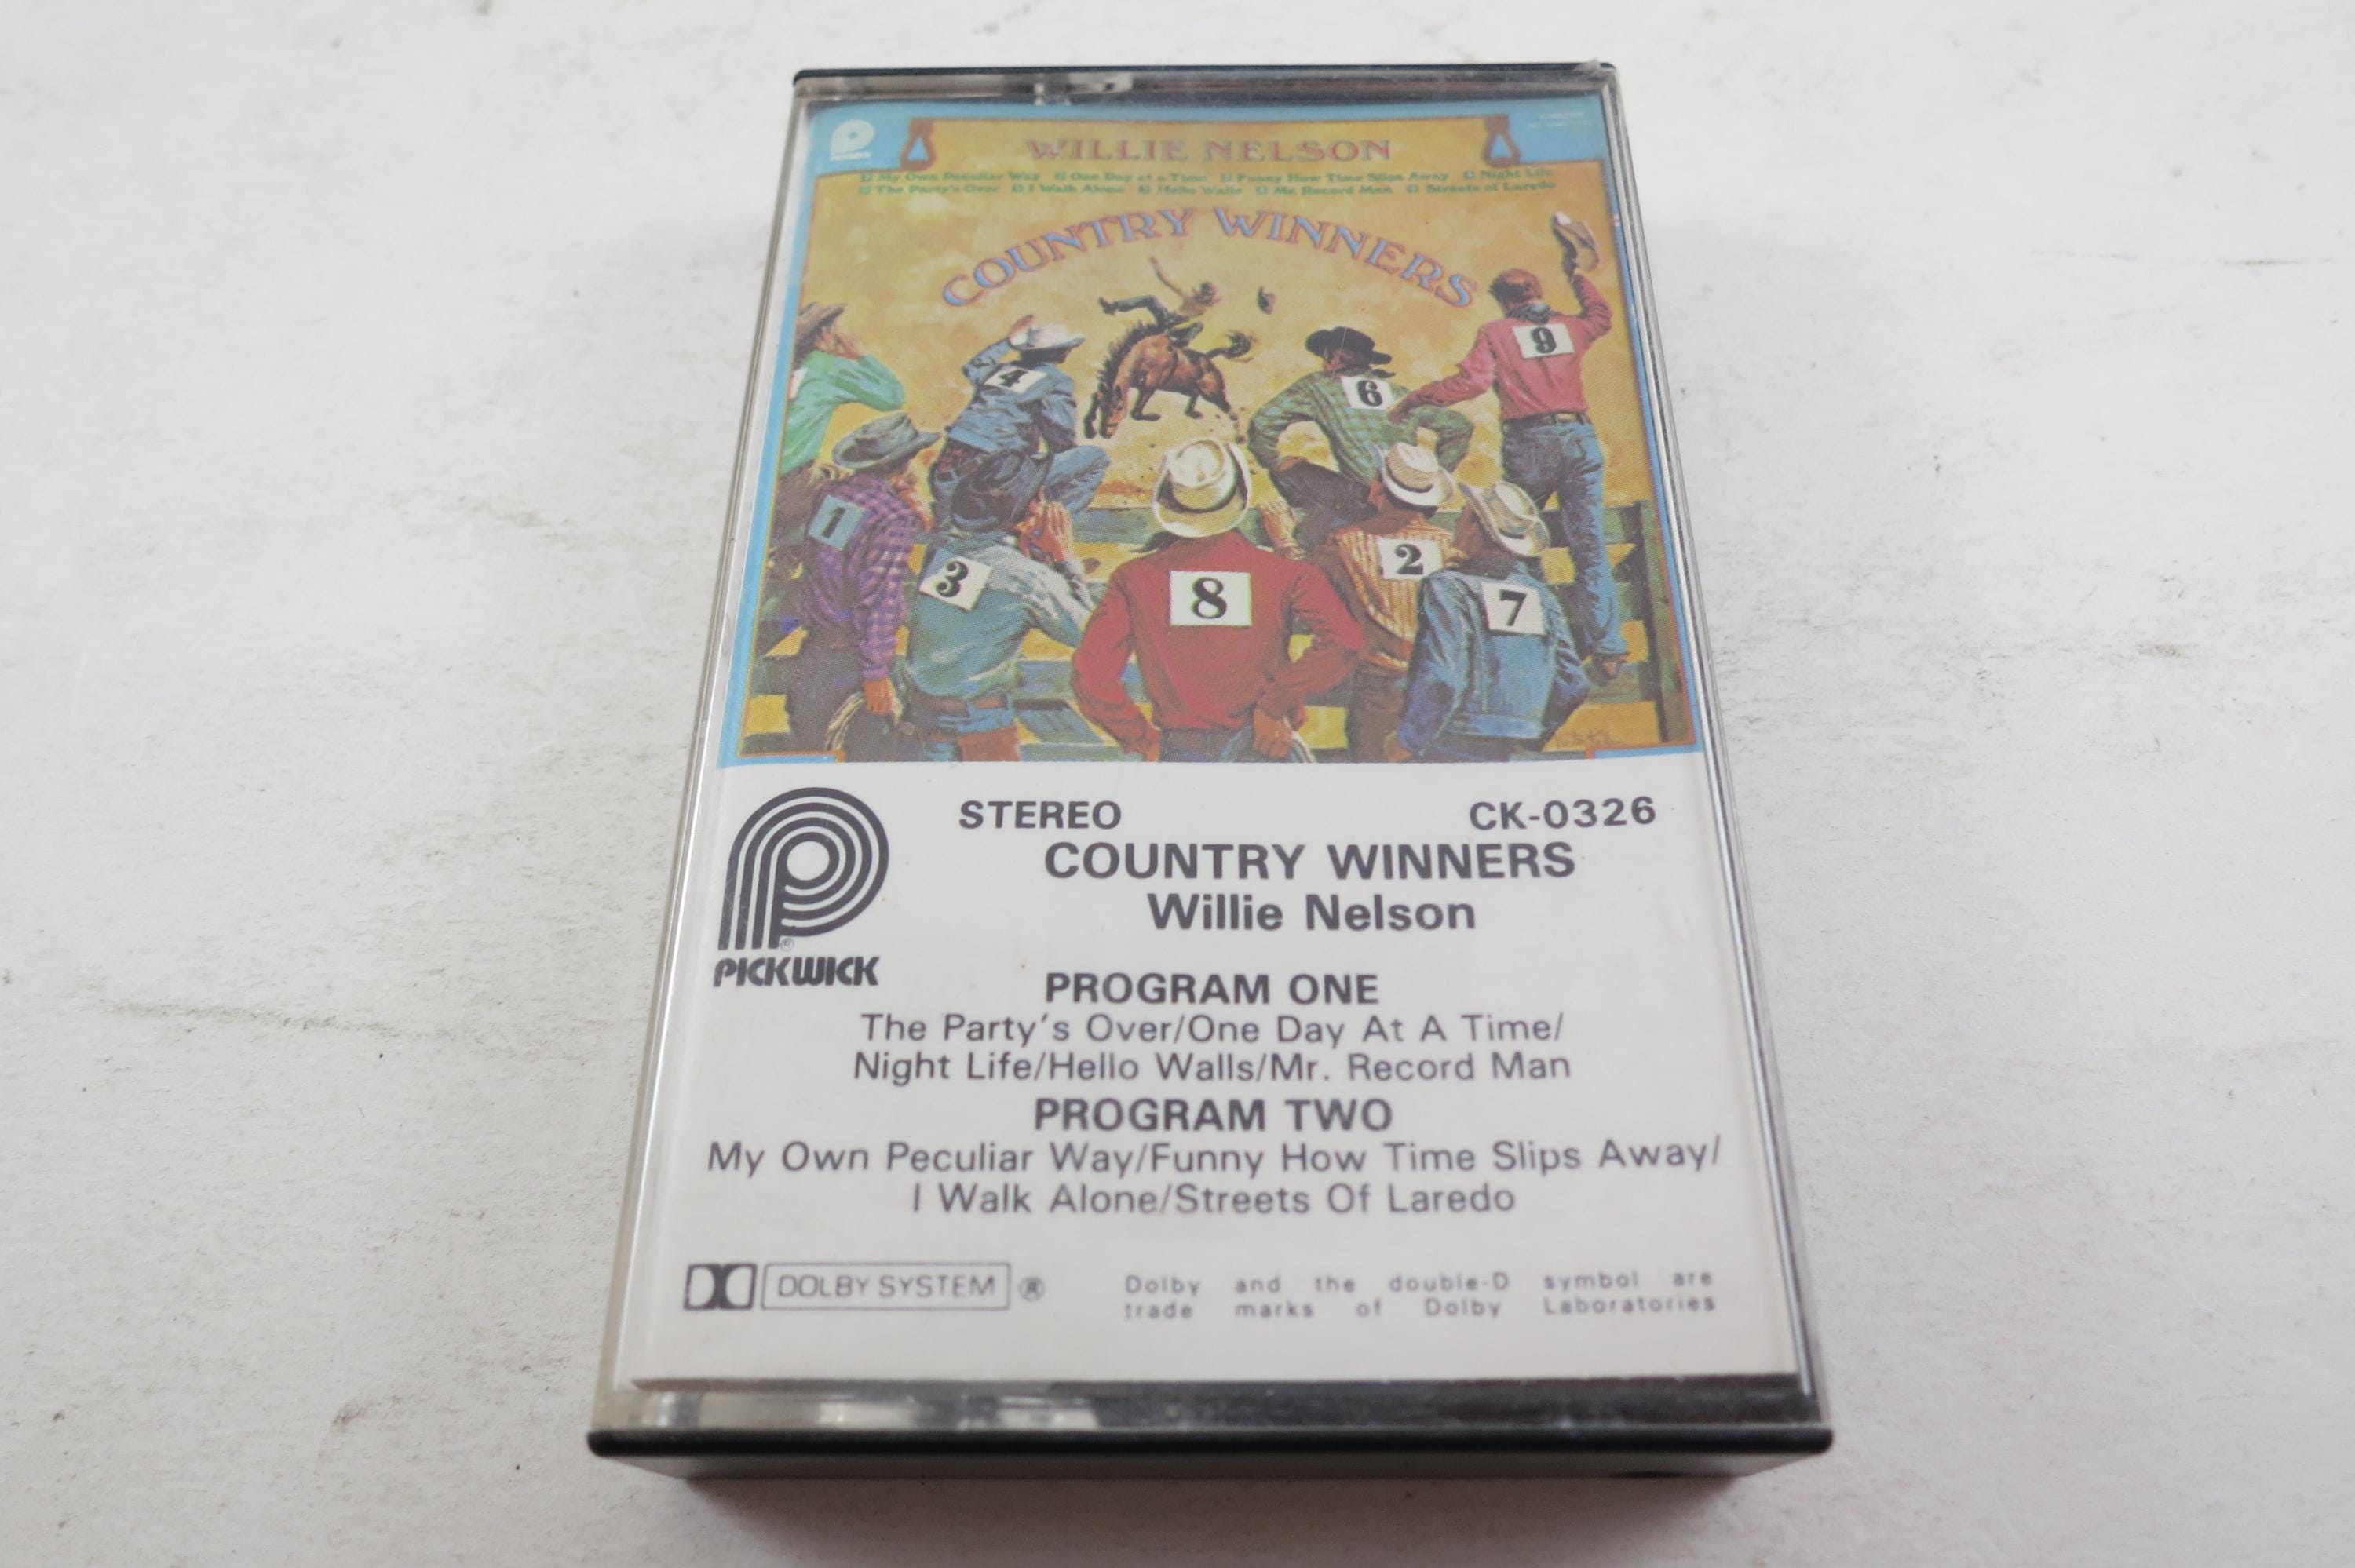 WILLIE NELSON
My Own Peculiar Way One Day at a Time Funny How Time Slips Away Night Life
The Party's Over I Walk Alone Hello Walls Mr. Record Man Streets of Laredo
COUNTRY WINNERS
9
4
6
1
3
8
2
7
STEREO CK-0326
COUNTRY WINNERS
Willie Nelson
PICKWICK
PROGRAM ONE
The Party's Over/One Day At A Time/
Night Life/Hello Walls/Mr. Record Man
PROGRAM TWO
My Own Peculiar Way/Funny How Time Slips Away/
I Walk Alone/Streets Of Laredo
DOLBY SYSTEM ®
Dolby and the double-D symbol are
trade marks of Dolby Laboratories